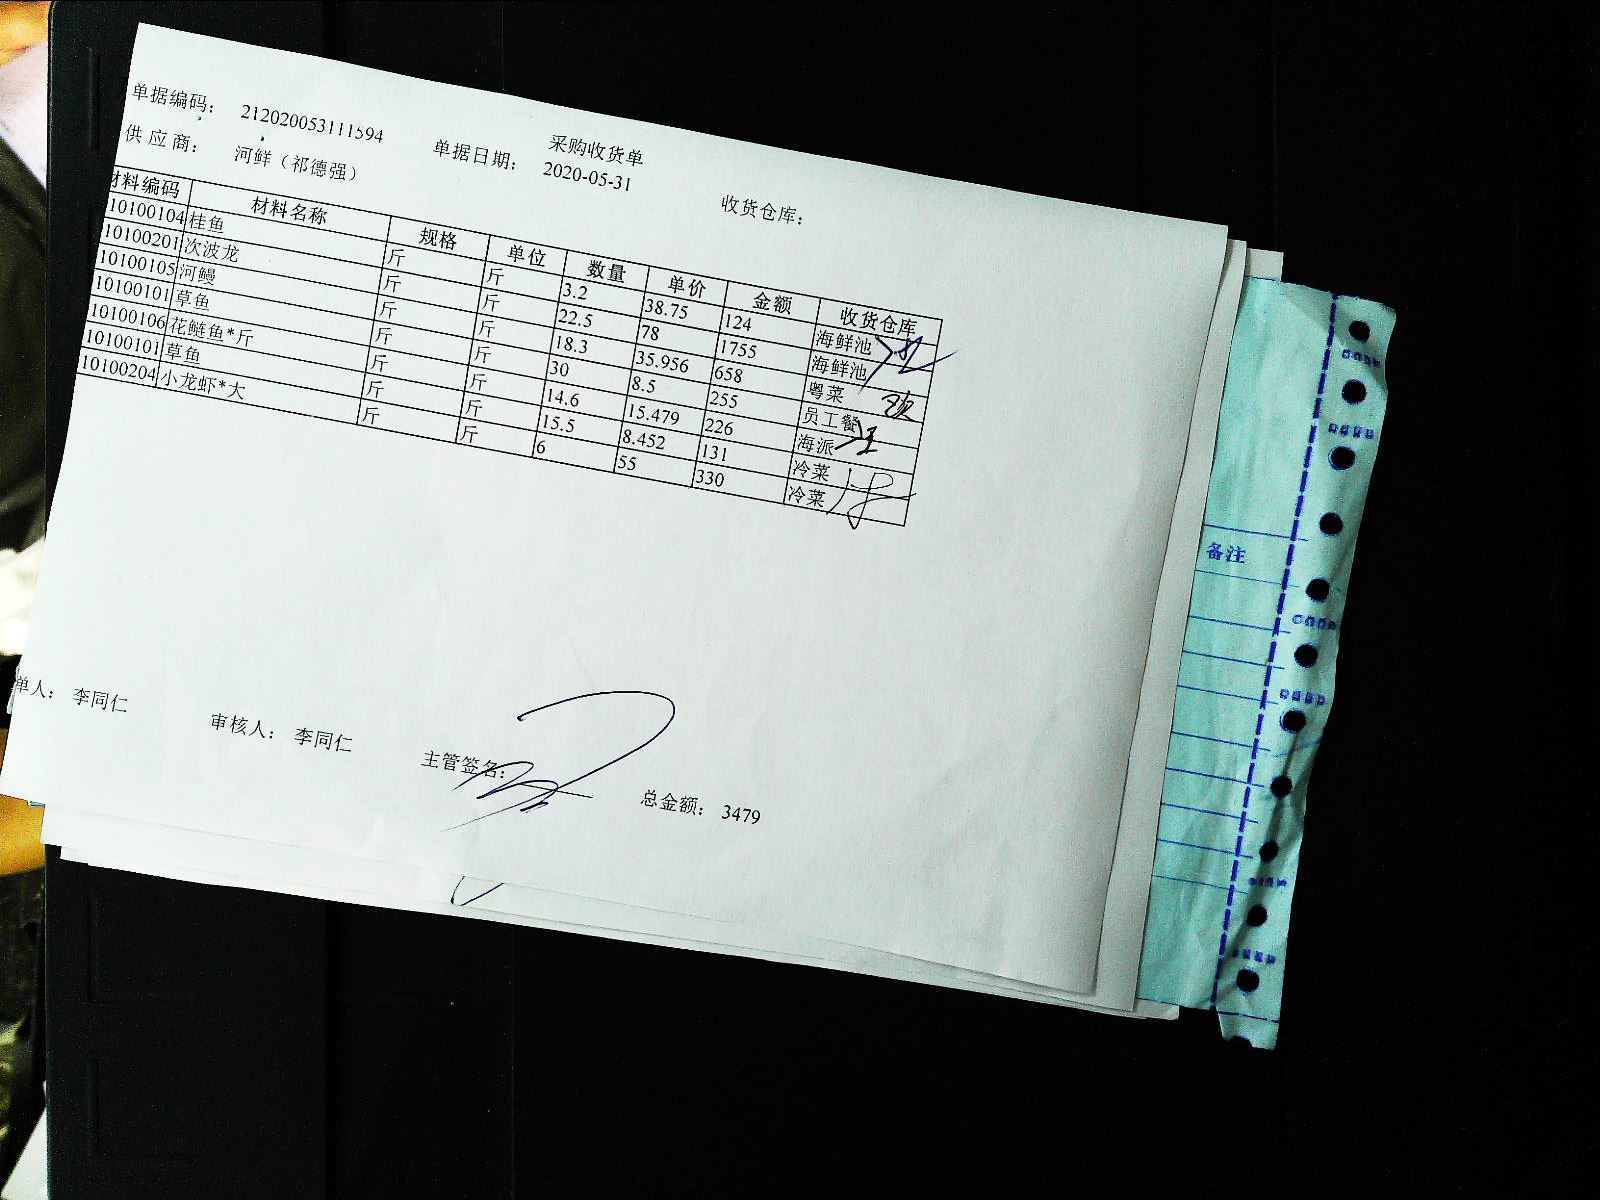 采购收货单
单据编码： 212020053111594 单据日期： 2020-05-31 收货仓库：
供应商： 河鲜（祁德强）
材料编码 材料名称 规格 单位 数量 单价 金额 收货仓库
10100104 桂鱼 斤 斤 3.2 38.75 124 海鲜池
10100201 次波龙 斤 斤 22.5 78 1755 海鲜池
10100105 河鳗 斤 斤 18.3 35.956 658 粤菜
10100101 草鱼 斤 斤 30 8.5 255 员工餐
10100106 花鲢鱼*斤 斤 斤 14.6 15.479 226 海派
10100101 草鱼 斤 斤 15.5 8.452 131 冷菜
10100204 小龙虾*大 斤 斤 6 55 330 冷菜
单人： 李同仁 审核人： 李同仁 主管签名： 总金额： 3479
备注